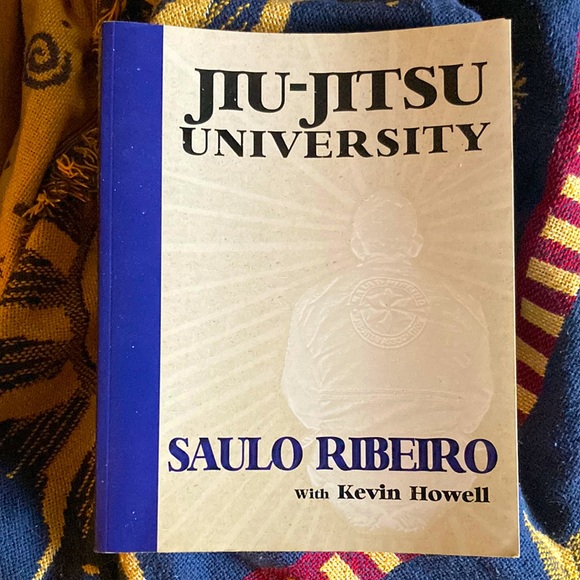 JIU-JITSU
UNIVERSITY
SAULO RIBEIRO
With Kevin Howell